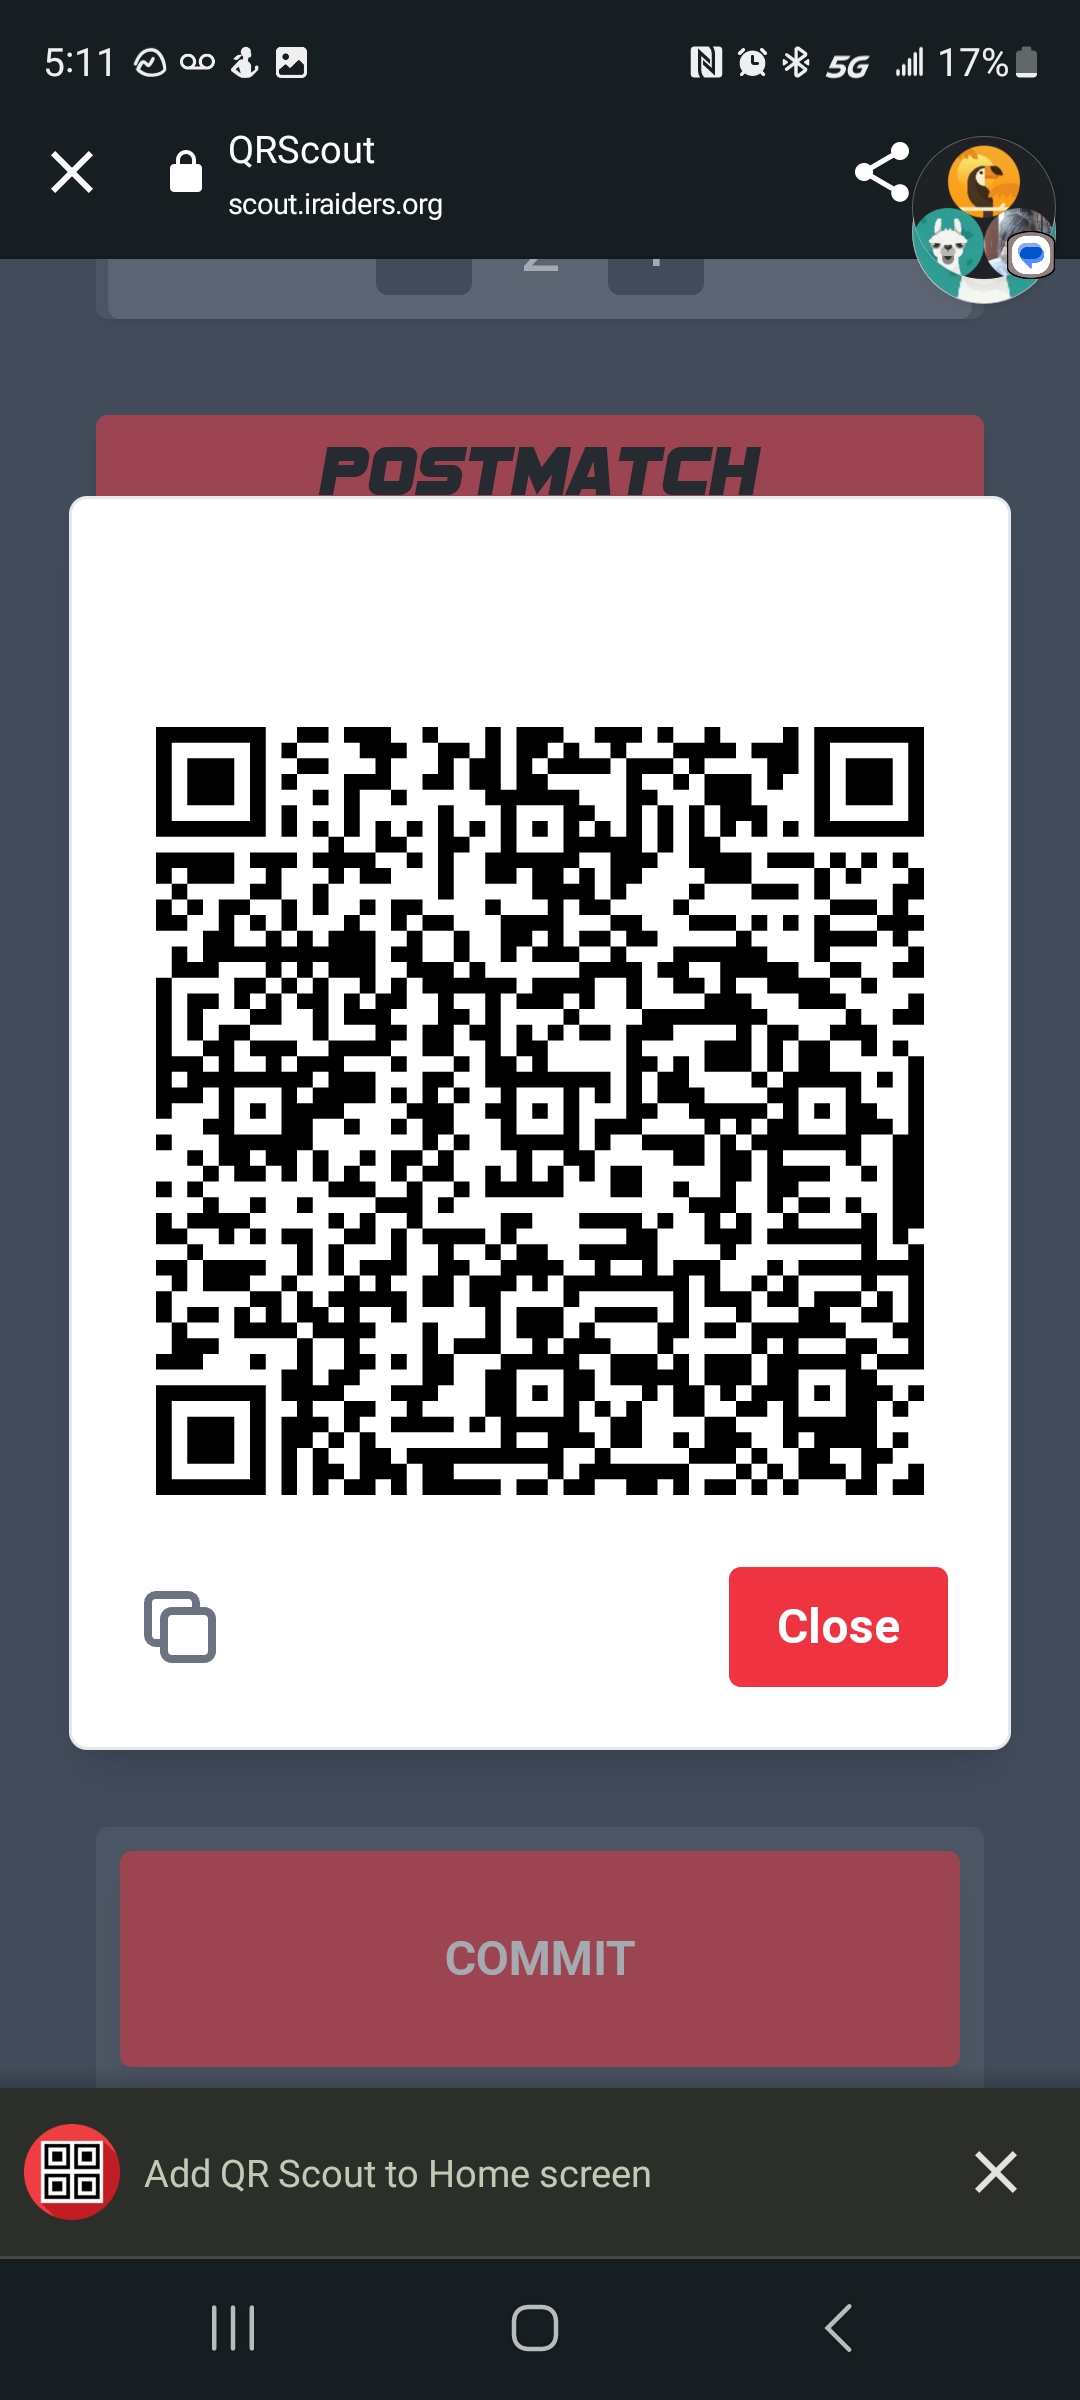 5:11
5G
17%
QRScout
scout.iraiders.org
POSTMATCH
Close
COMMIT
Add QR Scout to Home screen